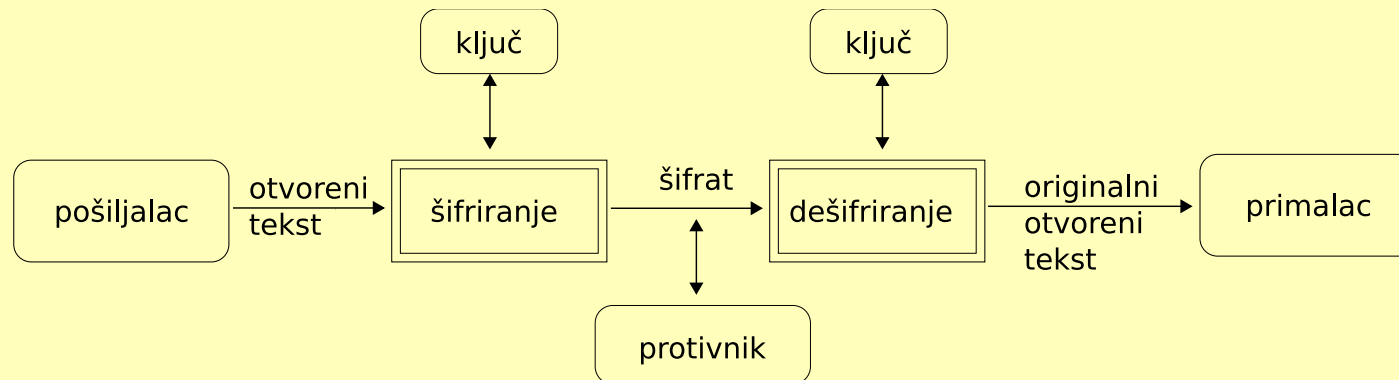 ključ
ključ
pošiljalac
otvoreni
tekst
šifriranje
šifrat
dešifriranje
originalni
otvoreni
tekst
primalac
protivnik